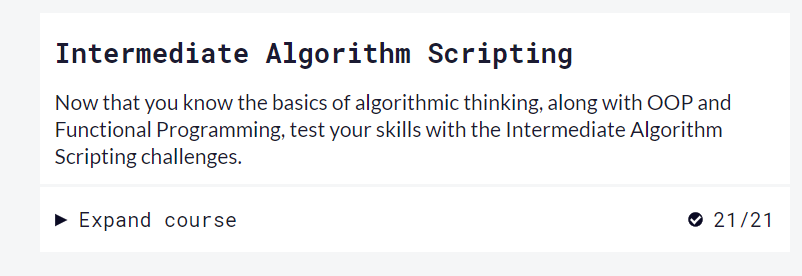 Intermediate Algorithm Scripting
Now that you know the basics of algorithmic thinking, along with OOP and
Functional Programming, test your skills with the Intermediate Algorithm
Scripting challenges.
Expand course 21/21